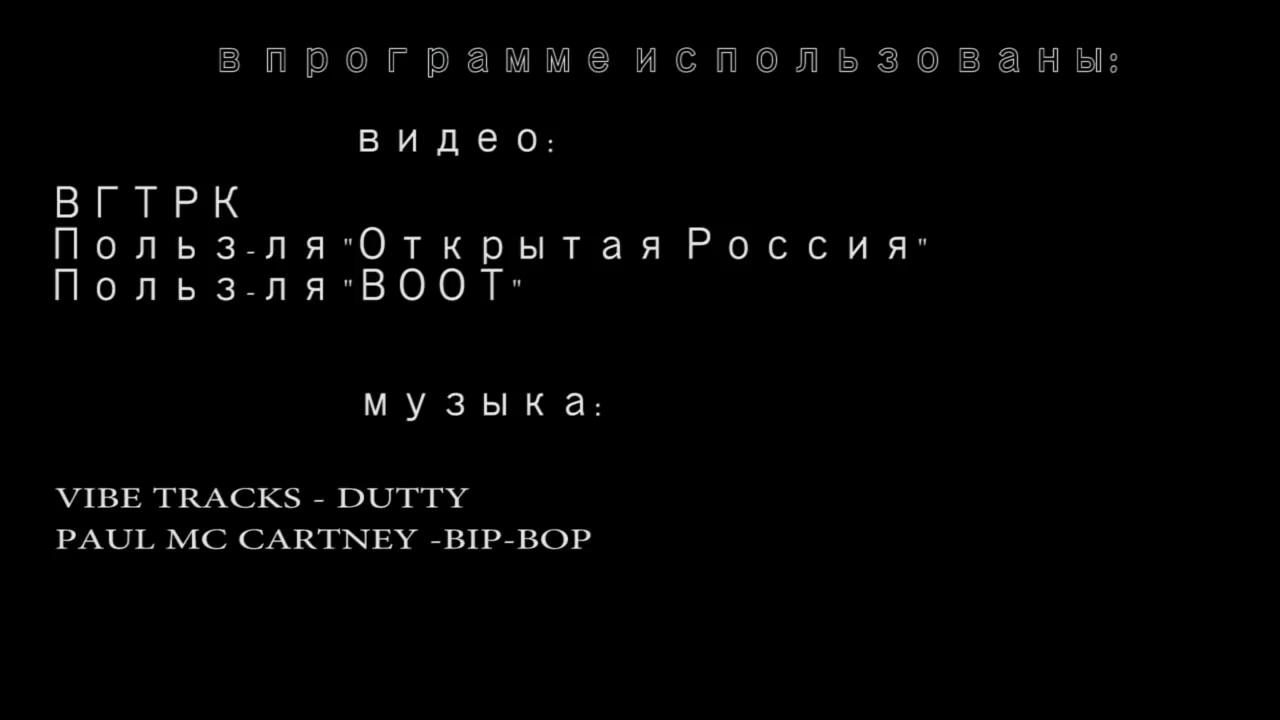 в программе использованы:
видео:
ВГТРК
Польз-ля "Открытая Россия"
Польз-ля "ВООТ"
музыка:
VIBE TRACKS - DUTTY
PAUL MC CARTNEY -BIP-BOP